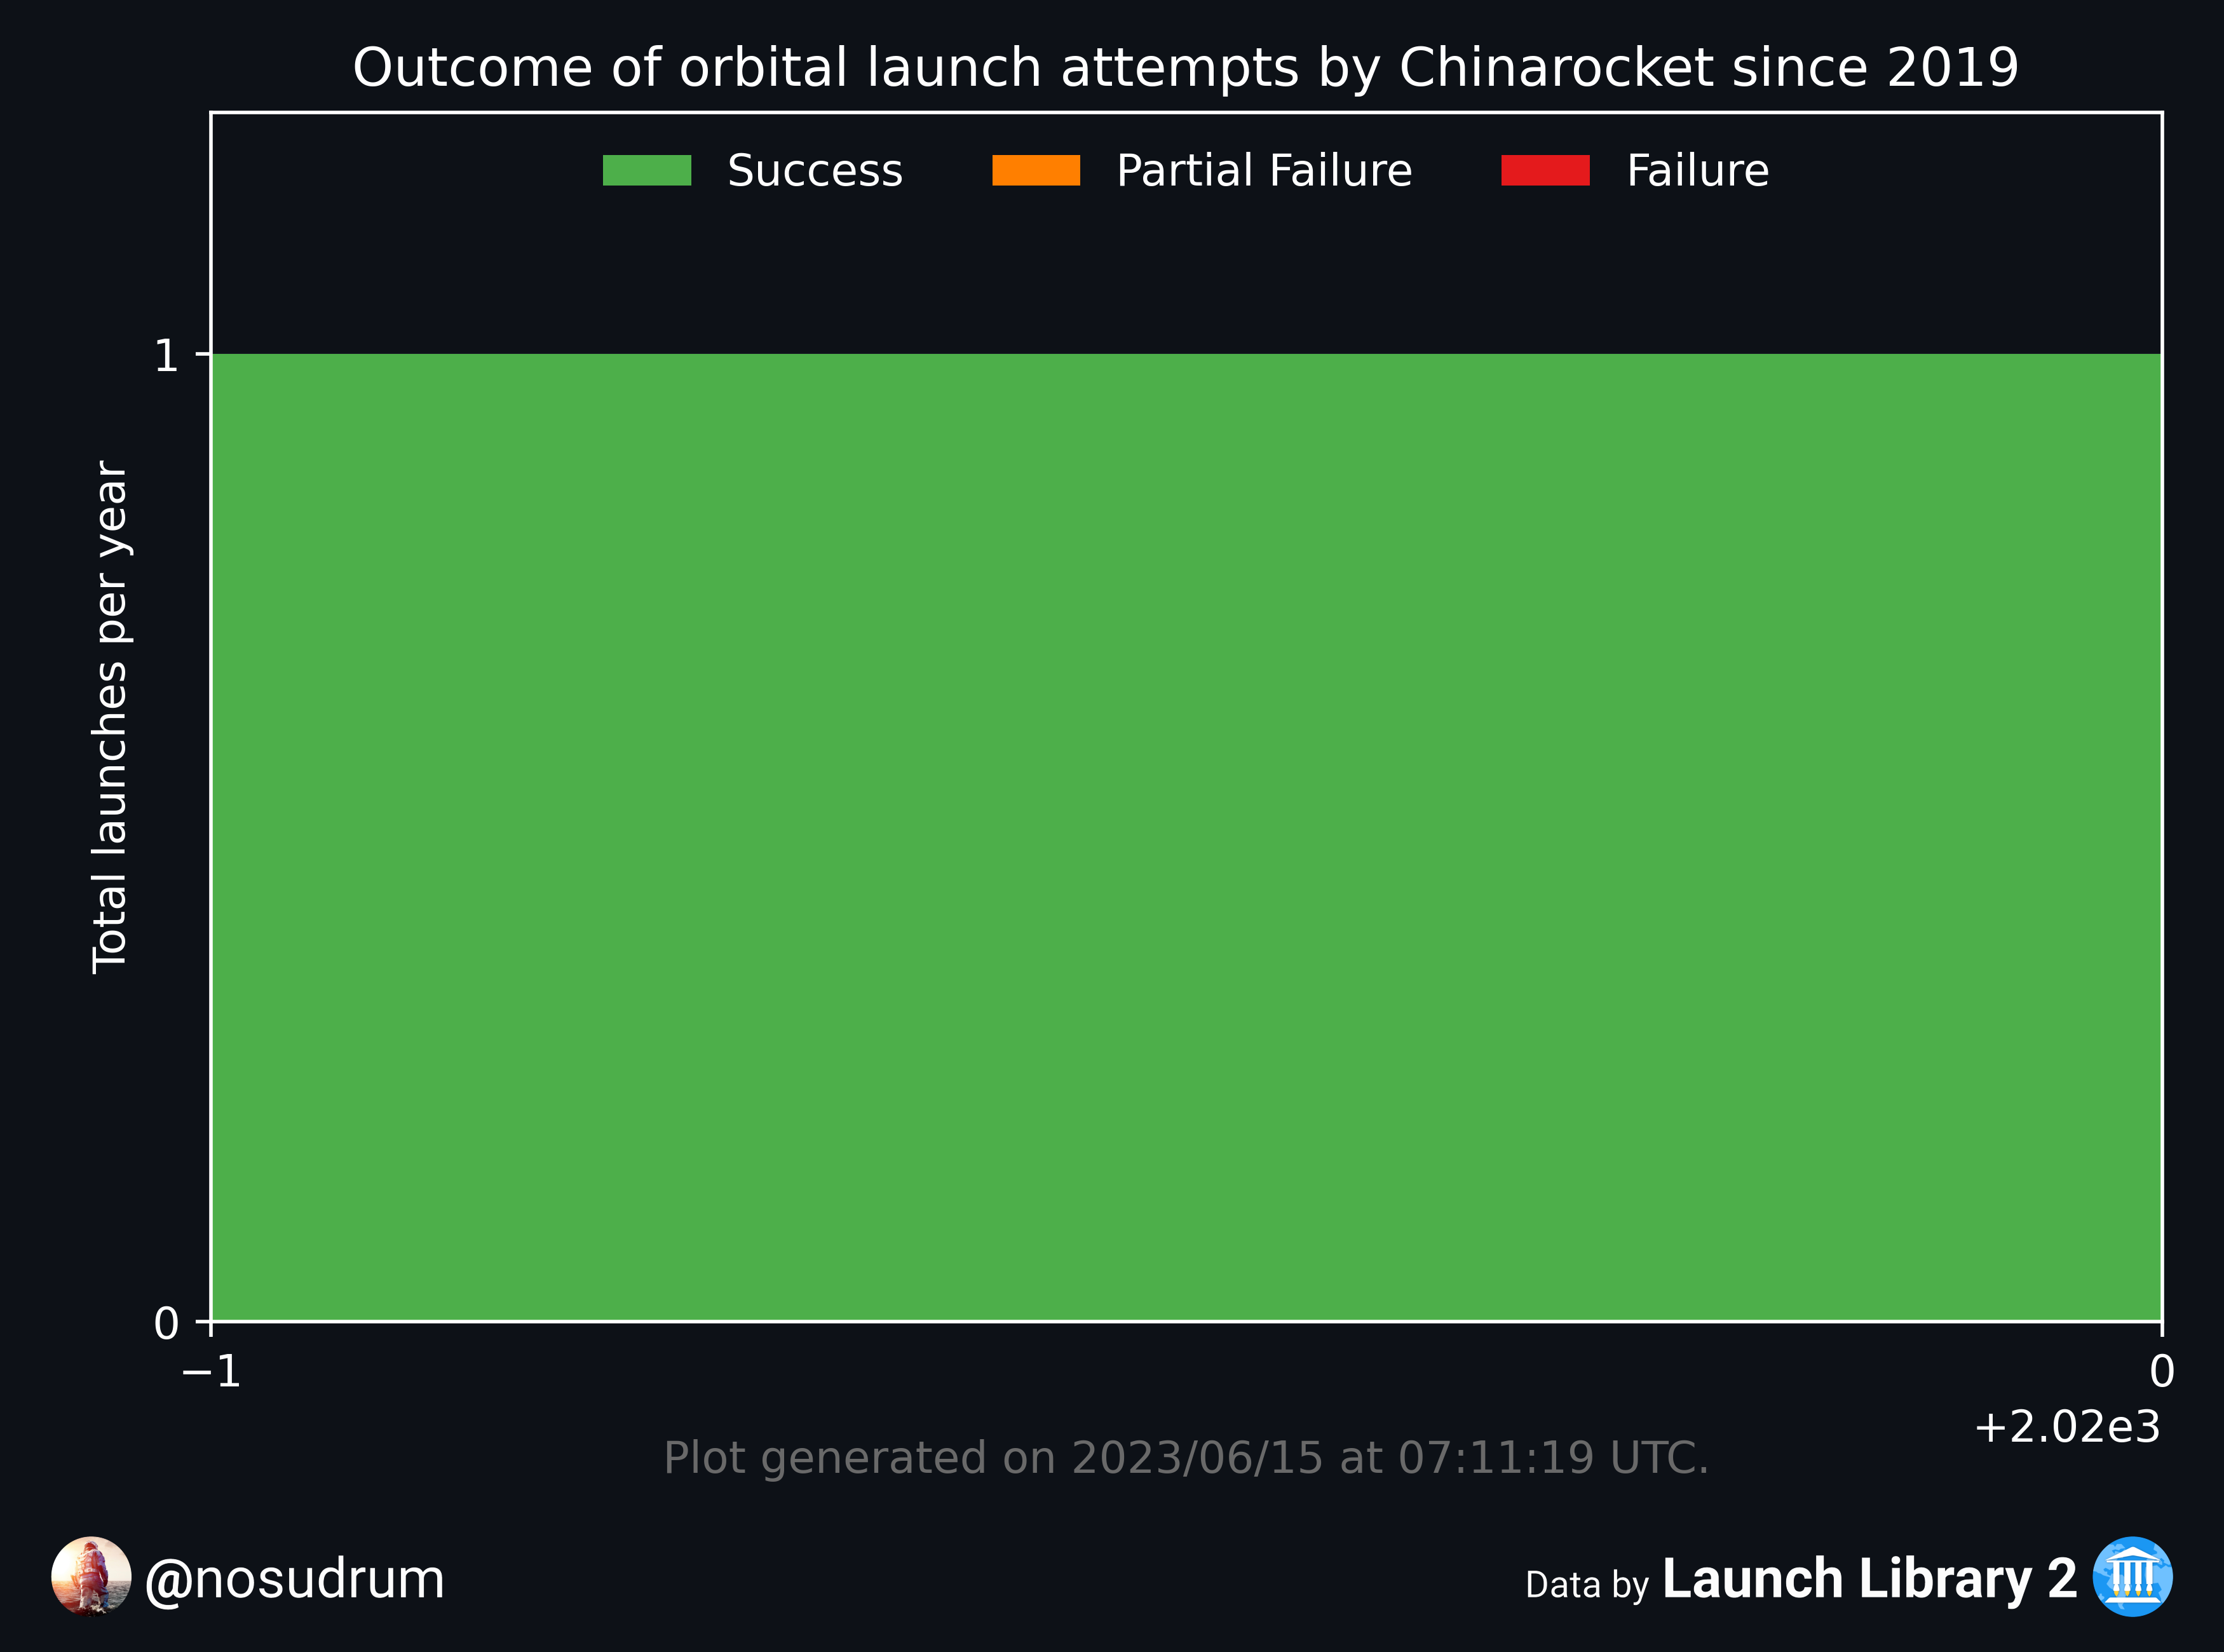 Outcome of orbital launch attempts by Chinarocket since 2019
Success Partial Failure Failure
Total launches per year
1
0
−1 0
+2.02e3
Plot generated on 2023/06/15 at 07:11:19 UTC.
@nosudrum
Data by Launch Library 2